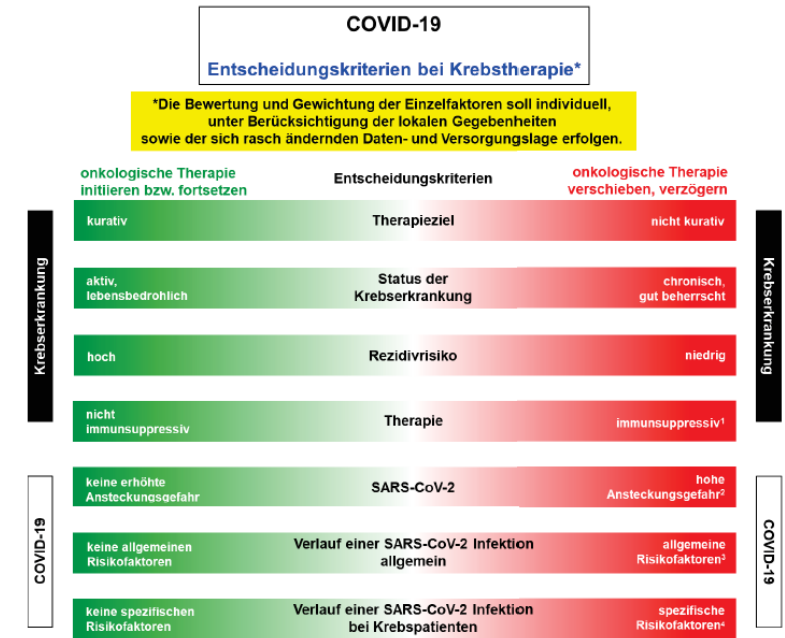 COVID-19
Entscheidungskriterien bei Krebstherapie*
*Die Bewertung und Gewichtung der Einzelfaktoren soll individuell,
unter Berücksichtigung der lokalen Gegebenheiten
sowie der sich rasch ändernden Daten- und Versorgungslage erfolgen.
onkologische Therapie
initiieren bzw. fortsetzen
Entscheidungskriterien
onkologische Therapie
verschieben, verzögern
Krebserkrankung
kurativ
Therapieziel
nicht kurativ
aktiv,
lebensbedrohlich
Status der
Krebserkrankung
chronisch,
gut beherrscht
hoch
Rezidivrisiko
niedrig
nicht
immunsuppressiv
Therapie
immunsuppressiv¹
Krebserkrankung
COVID-19
keine erhöhte
Ansteckungsgefahr
SARS-CoV-2
hohe
Ansteckungsgefahr²
keine allgemeinen
Risikofaktoren
Verlauf einer SARS-CoV-2 Infektion
allgemein
allgemeine
Risikofaktoren³
keine spezifischen
Risikofaktoren
Verlauf einer SARS-CoV-2 Infektion
bei Krebspatienten
spezifische
Risikofaktoren⁴
COVID-19